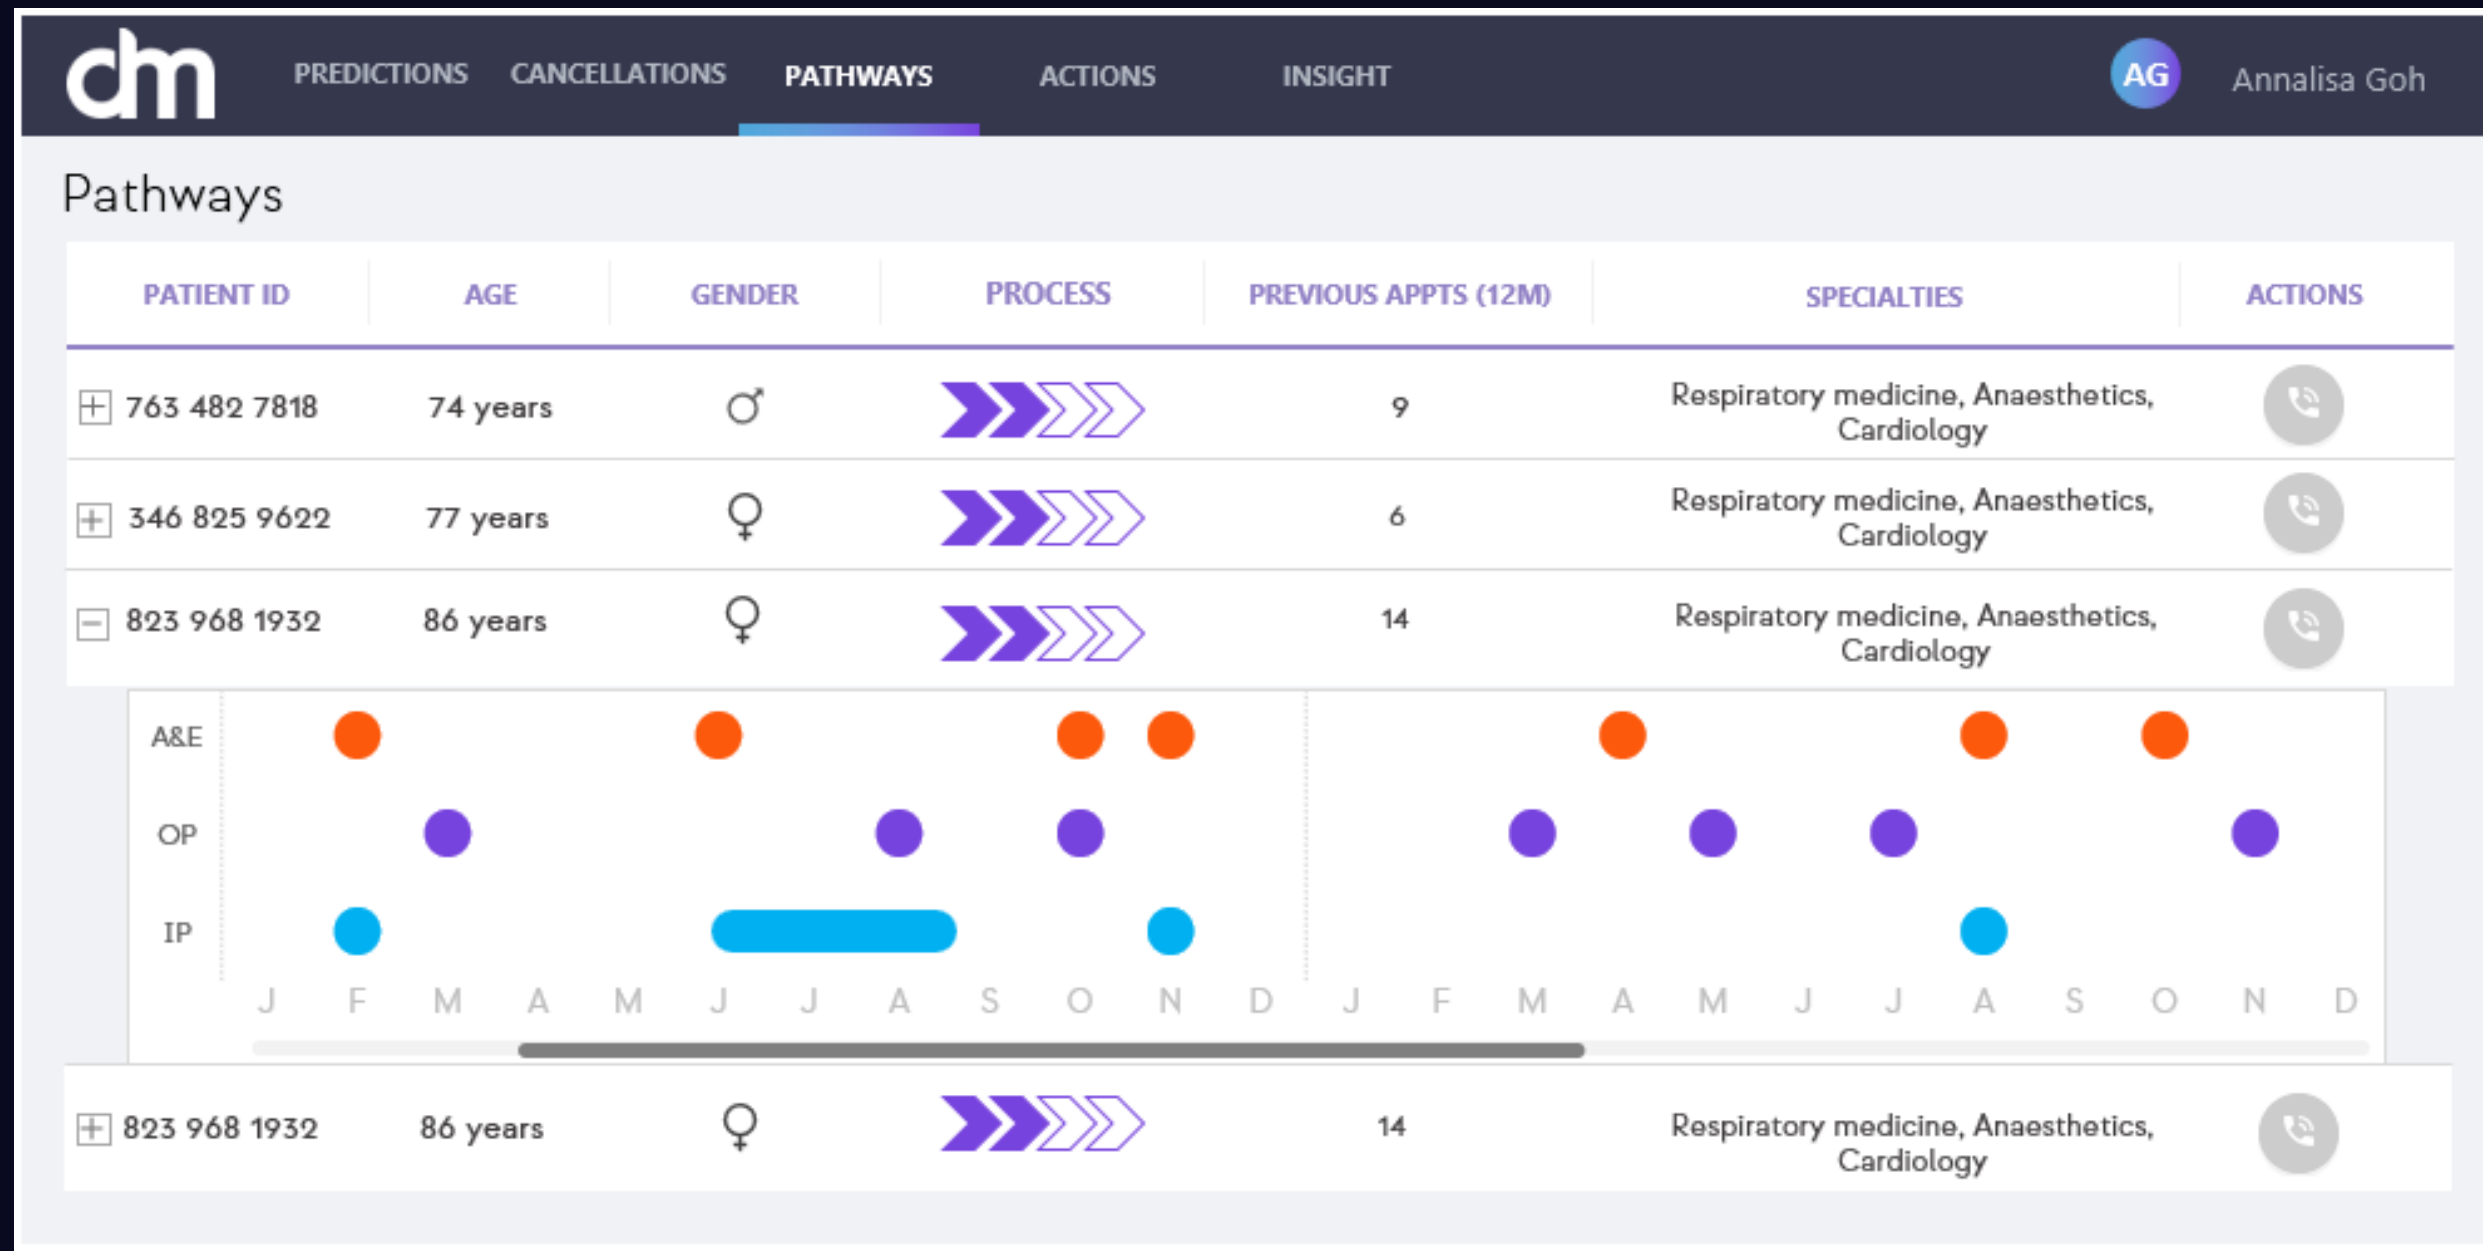 dm PREDICTIONS CANCELLATIONS PATHWAYS ACTIONS INSIGHT AG Annalisa Goh
Pathways
PATIENT ID AGE GENDER PROCESS PREVIOUS APPTS (12M) SPECIALTIES ACTIONS
763 482 7818 74 years 9 Respiratory medicine, Anaesthetics,
Cardiology
346 825 9622 77 years 6 Respiratory medicine, Anaesthetics,
Cardiology
823 968 1932 86 years 14 Respiratory medicine, Anaesthetics,
Cardiology
A&E
OP
IP
J F M A M J J A S O N D J F M A M J J A S O N D
823 968 1932 86 years 14 Respiratory medicine, Anaesthetics,
Cardiology